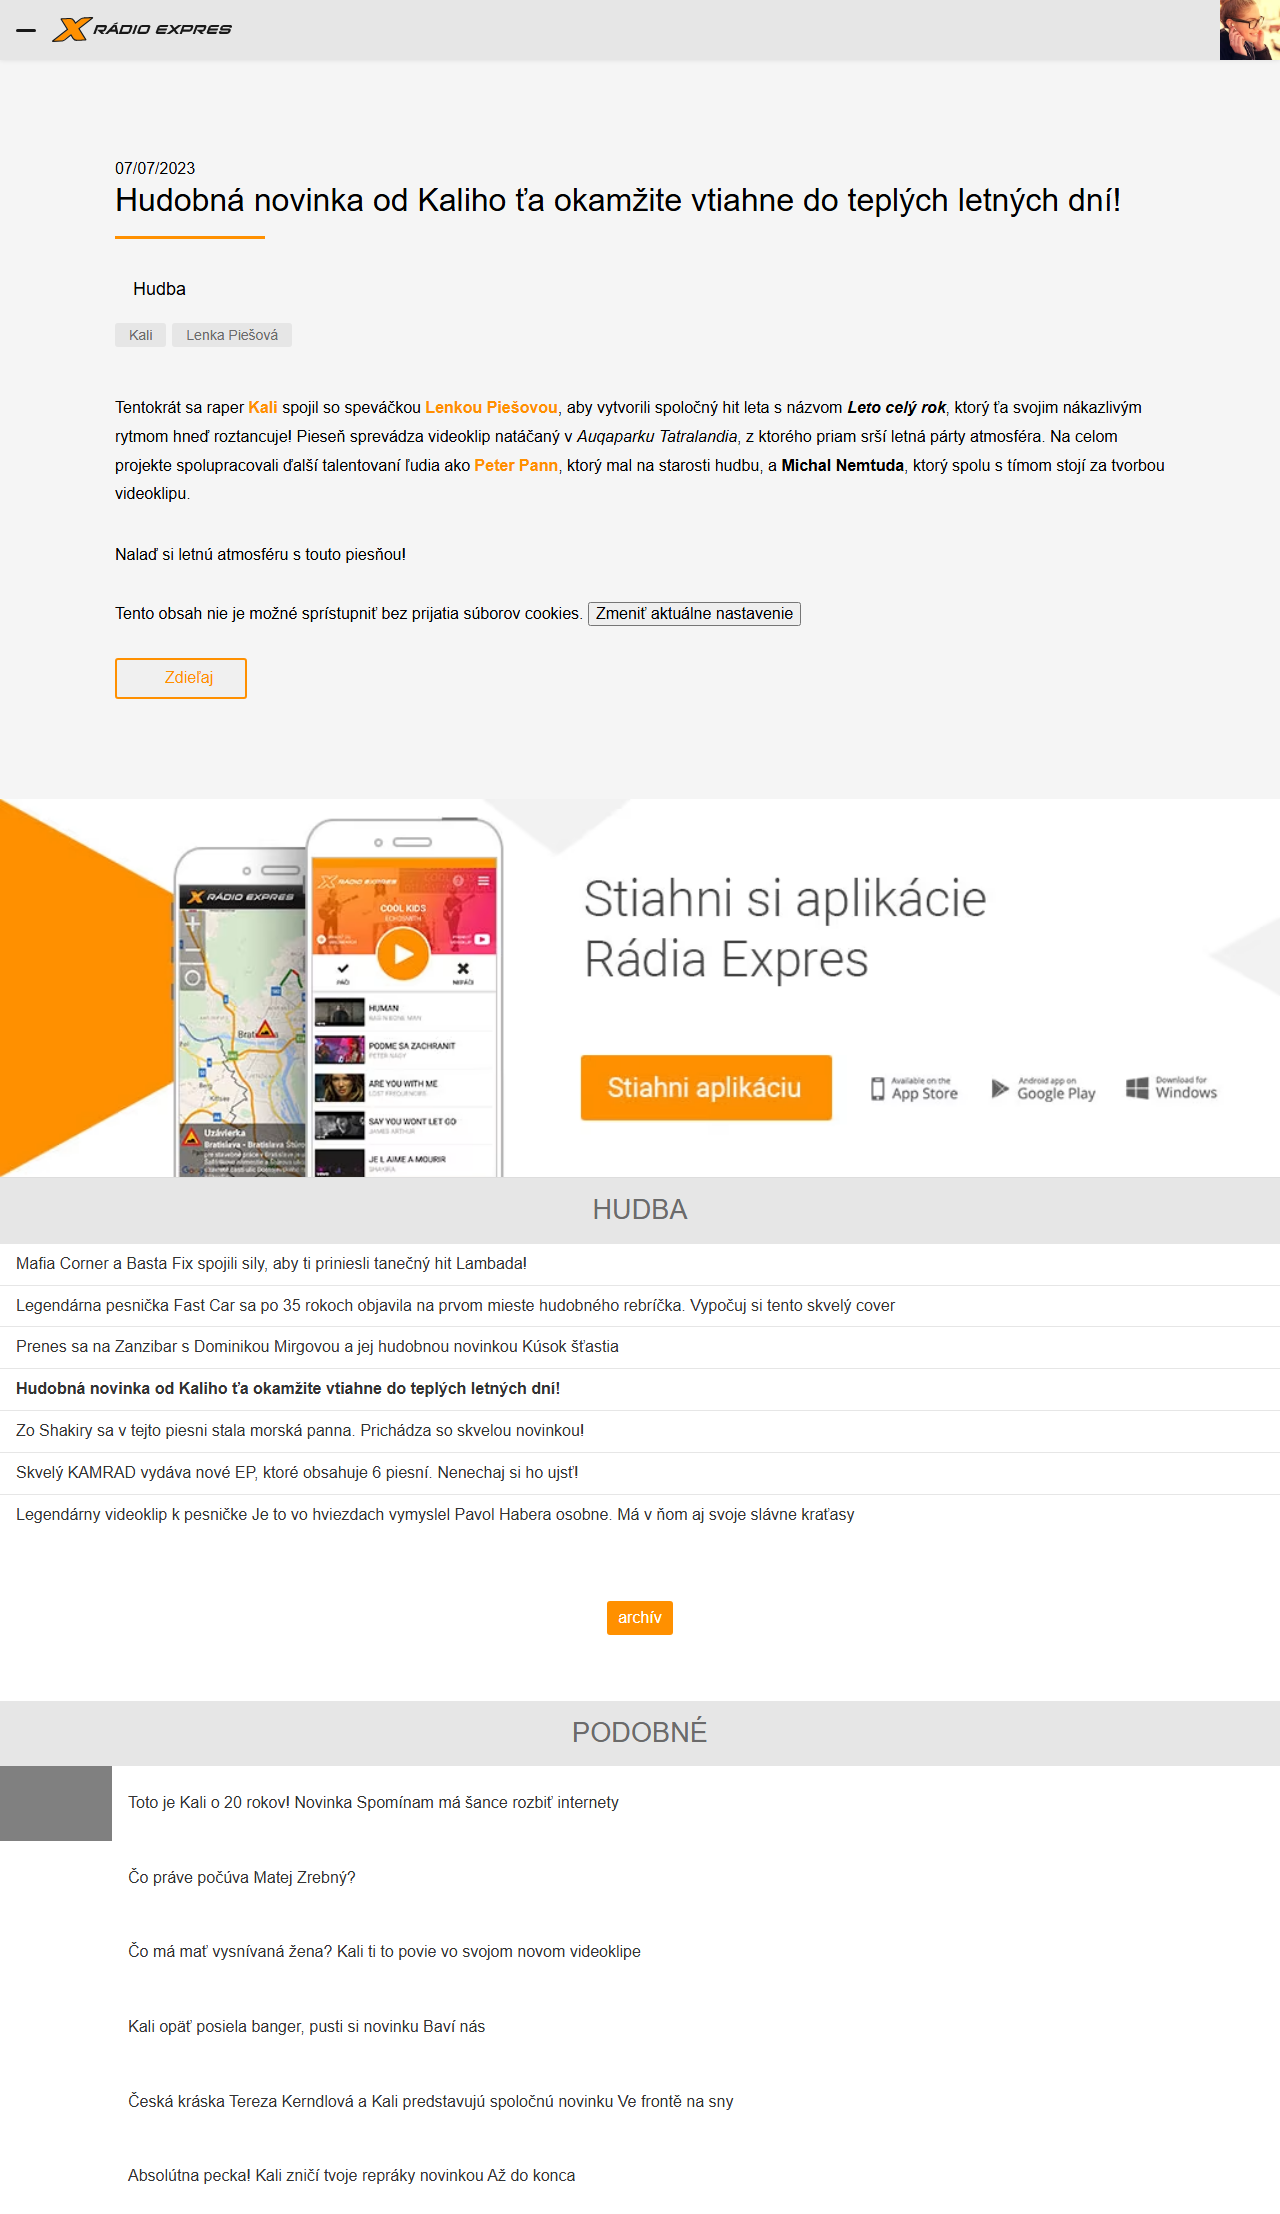 RÁDIO EXPRES
07/07/2023
Hudobná novinka od Kaliho ťa okamžite vtiahne do teplých letných dní!
Hudba
Kali
Lenka Piešová
Tentokrát sa raper Kali spojil so speváčkou Lenkou Piešovou, aby vytvorili spoločný hit leta s názvom Leto celý rok, ktorý ťa svojim nákazlivým
rytmom hneď roztancuje! Pieseň sprevádza videoklip natáčaný v Auqaparku Tatralandia, z ktorého priam srší letná párty atmosféra. Na celom
projekte spolupracovali ďalší talentovaní ľudia ako Peter Pann, ktorý mal na starosti hudbu, a Michal Nemtuda, ktorý spolu s tímom stojí za tvorbou
videoklipu.
Nalaď si letnú atmosféru s touto piesňou!
Tento obsah nie je možné sprístupniť bez prijatia súborov cookies. Zmeniť aktuálne nastavenie
Zdieľaj
RÁDIO EXPRES
RÁDIO EXPRES
COOL KIDS
ECHOSMITH
PÁČI
NEPÁČI
HUMAN
RAG N BONE MAN
PODME SA ZACHRANIT
PETER NAGY
ARE YOU WITH ME
LOST FREQUENCIES
SAY YOU WONT LET GO
JAMES ARTHUR
JE L AIME A MOURIR
SHAKIRA
Uzávierka
Stiahni si aplikácie
Rádia Expres
Stiahni aplikáciu
Available on the
App Store
Android app on
Google Play
Download for
Windows
HUDBA
Mafia Corner a Basta Fix spojili sily, aby ti priniesli tanečný hit Lambada!
Legendárna pesnička Fast Car sa po 35 rokoch objavila na prvom mieste hudobného rebríčka. Vypočuj si tento skvelý cover
Prenes sa na Zanzibar s Dominikou Mirgovou a jej hudobnou novinkou Kúsok šťastia
Hudobná novinka od Kaliho ťa okamžite vtiahne do teplých letných dní!
Zo Shakiry sa v tejto piesni stala morská panna. Prichádza so skvelou novinkou!
Skvelý KAMRAD vydáva nové EP, ktoré obsahuje 6 piesní. Nenechaj si ho ujsť!
Legendárny videoklip k pesničke Je to vo hviezdach vymyslel Pavol Habera osobne. Má v ňom aj svoje slávne kraťasy
archív
PODOBNÉ
Toto je Kali o 20 rokov! Novinka Spomínam má šance rozbiť internety
Čo práve počúva Matej Zrebný?
Čo má mať vysnívaná žena? Kali ti to povie vo svojom novom videoklipe
Kali opäť posiela banger, pusti si novinku Baví nás
Česká kráska Tereza Kerndlová a Kali predstavujú spoločnú novinku Ve frontě na sny
Absolútna pecka! Kali zničí tvoje repráky novinkou Až do konca